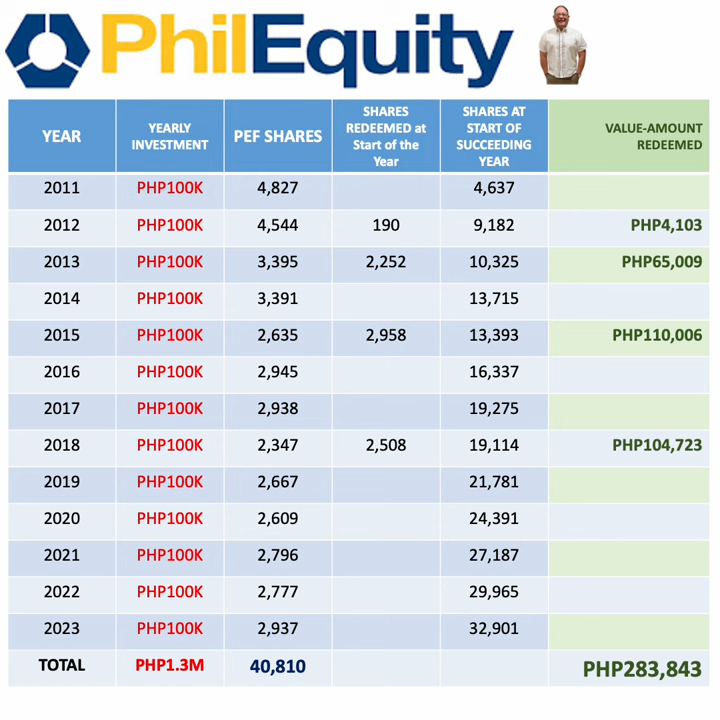 PhilEquity
YEAR YEARLY INVESTMENT PEF SHARES SHARES REDEEMED at Start of the Year SHARES AT START OF SUCCEEDING YEAR VALUE-AMOUNT REDEEMED
2011 PHP100K 4,827 4,637
2012 PHP100K 4,544 190 9,182 PHP4,103
2013 PHP100K 3,395 2,252 10,325 PHP65,009
2014 PHP100K 3,391 13,715
2015 PHP100K 2,635 2,958 13,393 PHP110,006
2016 PHP100K 2,945 16,337
2017 PHP100K 2,938 19,275
2018 PHP100K 2,347 2,508 19,114 PHP104,723
2019 PHP100K 2,667 21,781
2020 PHP100K 2,609 24,391
2021 PHP100K 2,796 27,187
2022 PHP100K 2,777 29,965
2023 PHP100K 2,937 32,901
TOTAL PHP1.3M 40,810 PHP283,843